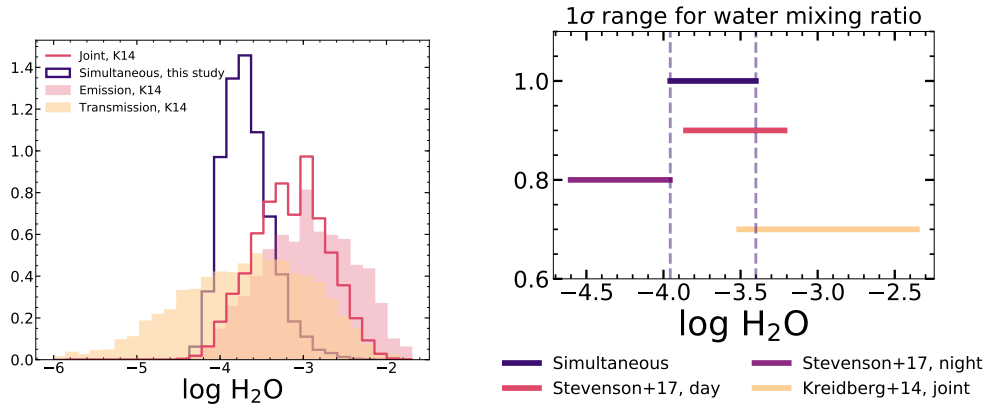 Joint, K14
Simultaneous, this study
Emission, K14
Transmission, K14
1.4
1.2
1.0
0.8
0.6
0.4
0.2
0.0
−6
−5
−4
−3
−2
log H₂O
1σ range for water mixing ratio
1.0
0.8
0.6
−4.5
−4.0
−3.5
−3.0
−2.5
log H₂O
Simultaneous
Stevenson+17, day
Stevenson+17, night
Kreidberg+14, joint